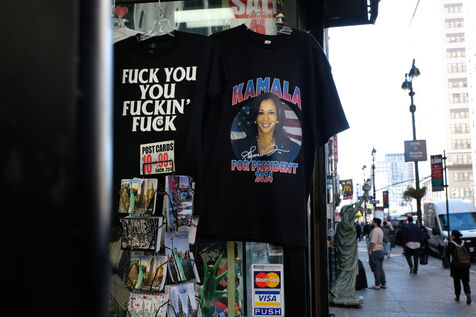 SALE
FUCK YOU
YOU
FUCKIN'
FUCK
POST CARDS
KAMALA
FOR PRESIDENT
2024
MasterCard
VISA
PUSH